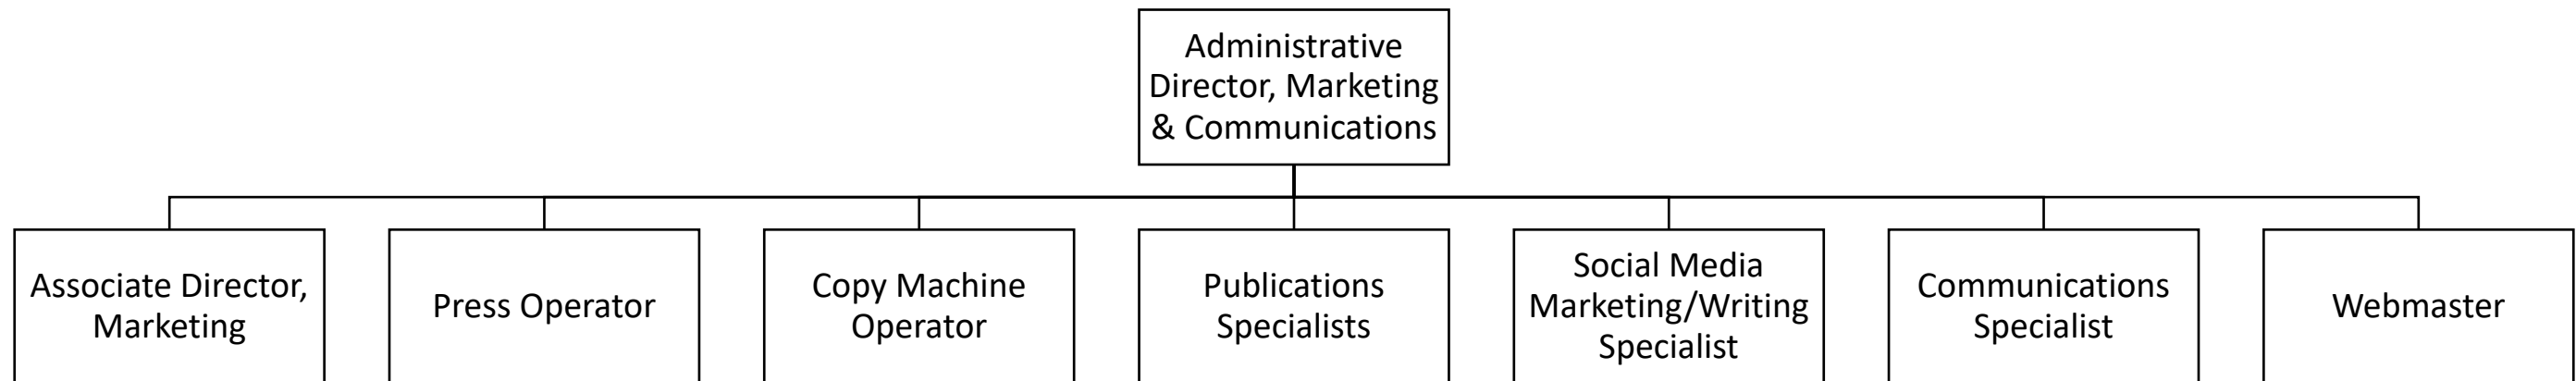 Administrative
Director, Marketing
& Communications
Associate Director,
Marketing
Press Operator
Copy Machine
Operator
Publications
Specialists
Social Media
Marketing/Writing
Specialist
Communications
Specialist
Webmaster